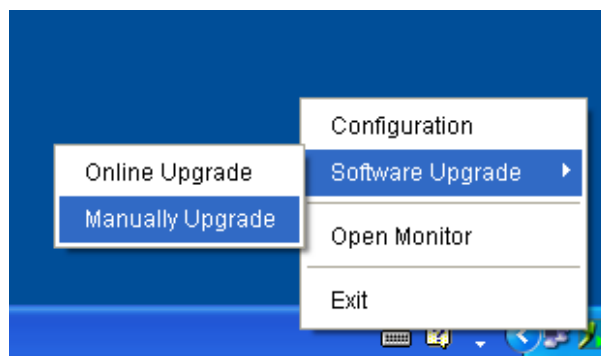 Configuration
Software Upgrade
Online Upgrade
Manually Upgrade
Open Monitor
Exit